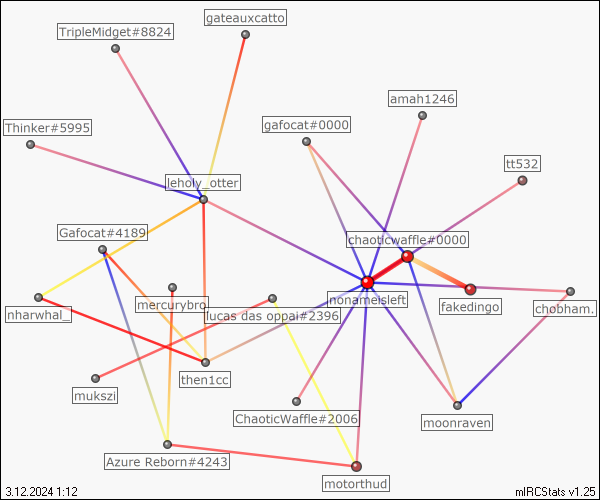 gateauxcatto
TripleMidget#8824
amah1246
gafocat#0000
Thinker#5995
tt532
leholy_otter
Gafocat#4189
chaoticwaffle#0000
nonameisleft
mercurybro
fakedingo
chobham.
nharwhal_
lucas das oppai#2396
then1cc
mukszi
ChaoticWaffle#2006
moonraven
Azure Reborn#4243
motorthud
3.12.2024 1:12
mIRCStats v1.25